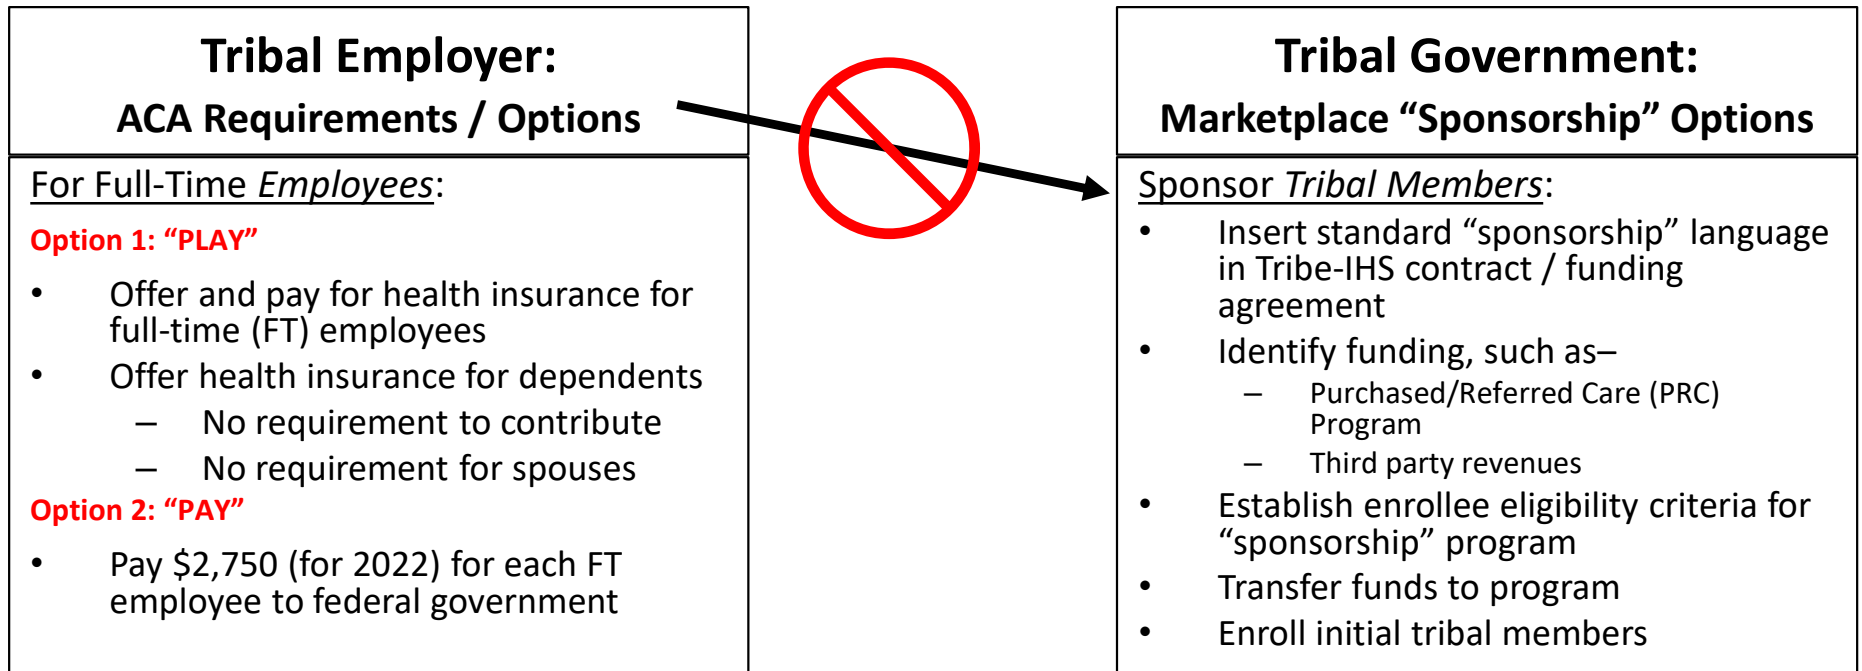 Tribal Employer:
ACA Requirements / Options
For Full-Time Employees:
Option 1: “PLAY”
• Offer and pay for health insurance for
full-time (FT) employees
• Offer health insurance for dependents
– No requirement to contribute
– No requirement for spouses
Option 2: “PAY”
• Pay $2,750 (for 2022) for each FT
employee to federal government
Tribal Government:
Marketplace “Sponsorship” Options
Sponsor Tribal Members:
• Insert standard “sponsorship” language
in Tribe-IHS contract / funding
agreement
• Identify funding, such as–
– Purchased/Referred Care (PRC)
Program
– Third party revenues
• Establish enrollee eligibility criteria for
“sponsorship” program
• Transfer funds to program
• Enroll initial tribal members